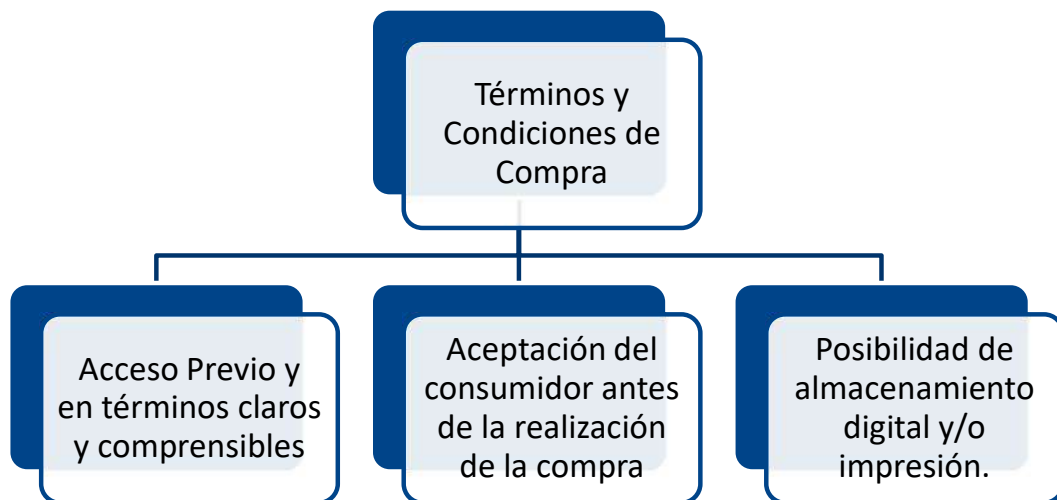 Términos y
Condiciones de
Compra
Acceso Previo y
en términos claros
y comprensibles
Aceptación del
consumidor antes
de la realización
de la compra
Posibilidad de
almacenamiento
digital y/o
impresión.